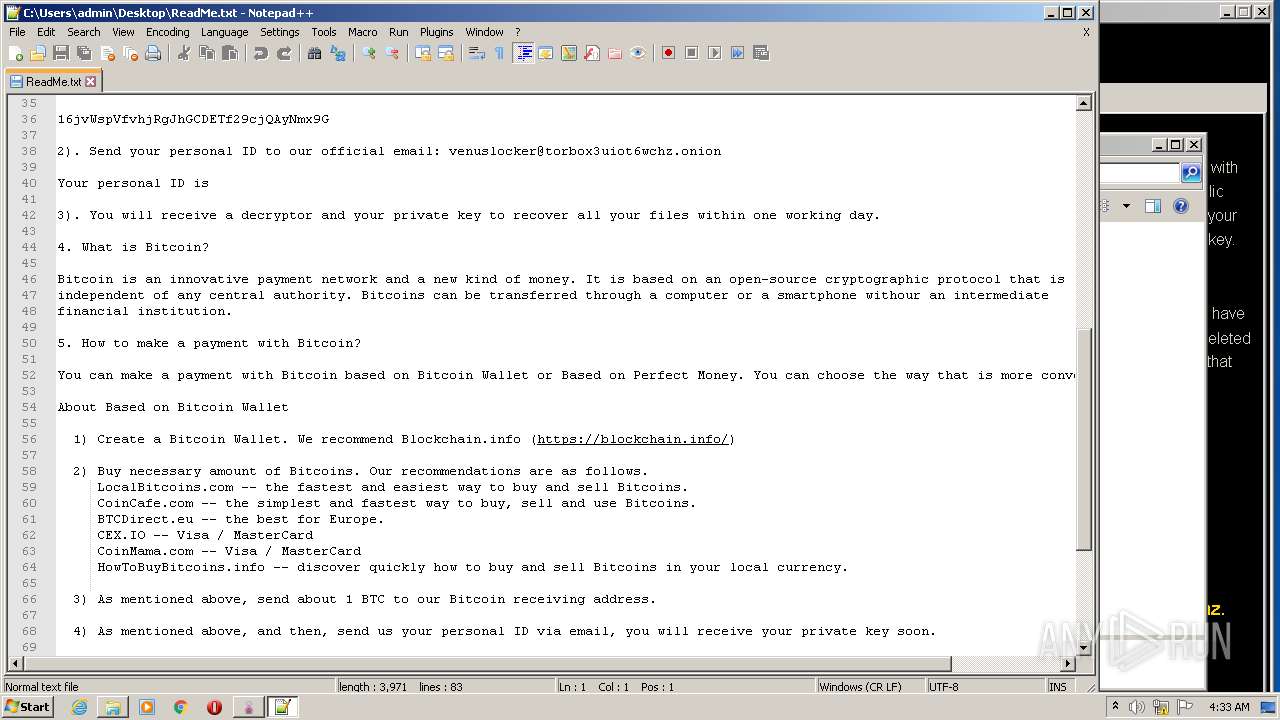 C:\Users\admin\Desktop\ReadMe.txt - Notepad++
File Edit Search View Encoding Language Settings Tools Macro Run Plugins Window ? X
ReadMe.txt
35
36 16jvWspVfvhjRgJhGCDETf29cjQAyNmx9G
37
38 2). Send your personal ID to our official email: vortexlocker@torbox3uiot6wchz.onion
39
40 Your personal ID is
41
42 3). You will receive a decryptor and your private key to recover all your files within one working day.
43
44 4. What is Bitcoin?
45
46 Bitcoin is an innovative payment network and a new kind of money. It is based on an open-source cryptographic protocol that is
47 independent of any central authority. Bitcoins can be transferred through a computer or a smartphone withour an intermediate
48 financial institution.
49
50 5. How to make a payment with Bitcoin?
51
52 You can make a payment with Bitcoin based on Bitcoin Wallet or Based on Perfect Money. You can choose the way that is more conv
53
54 About Based on Bitcoin Wallet
55
56 1) Create a Bitcoin Wallet. We recommend Blockchain.info (https://blockchain.info/)
57
58 2) Buy necessary amount of Bitcoins. Our recommendations are as follows.
59 LocalBitcoins.com -- the fastest and easiest way to buy and sell Bitcoins.
60 CoinCafe.com -- the simplest and fastest way to buy, sell and use Bitcoins.
61 BTCDirect.eu -- the best for Europe.
62 CEX.IO -- Visa / MasterCard
63 CoinMama.com -- Visa / MasterCard
64 HowToBuyBitcoins.info -- discover quickly how to buy and sell Bitcoins in your local currency.
65
66 3) As mentioned above, send about 1 BTC to our Bitcoin receiving address.
67
68 4) As mentioned above, and then, send us your personal ID via email, you will receive your private key soon.
69
with
lic
your
key.
have
eleted
that
nz.
ANY RUN
Normal text file length : 3,971 lines : 83 Ln : 1 Col : 1 Pos : 1 Windows (CR LF) UTF-8 INS
Start 4:33 AM